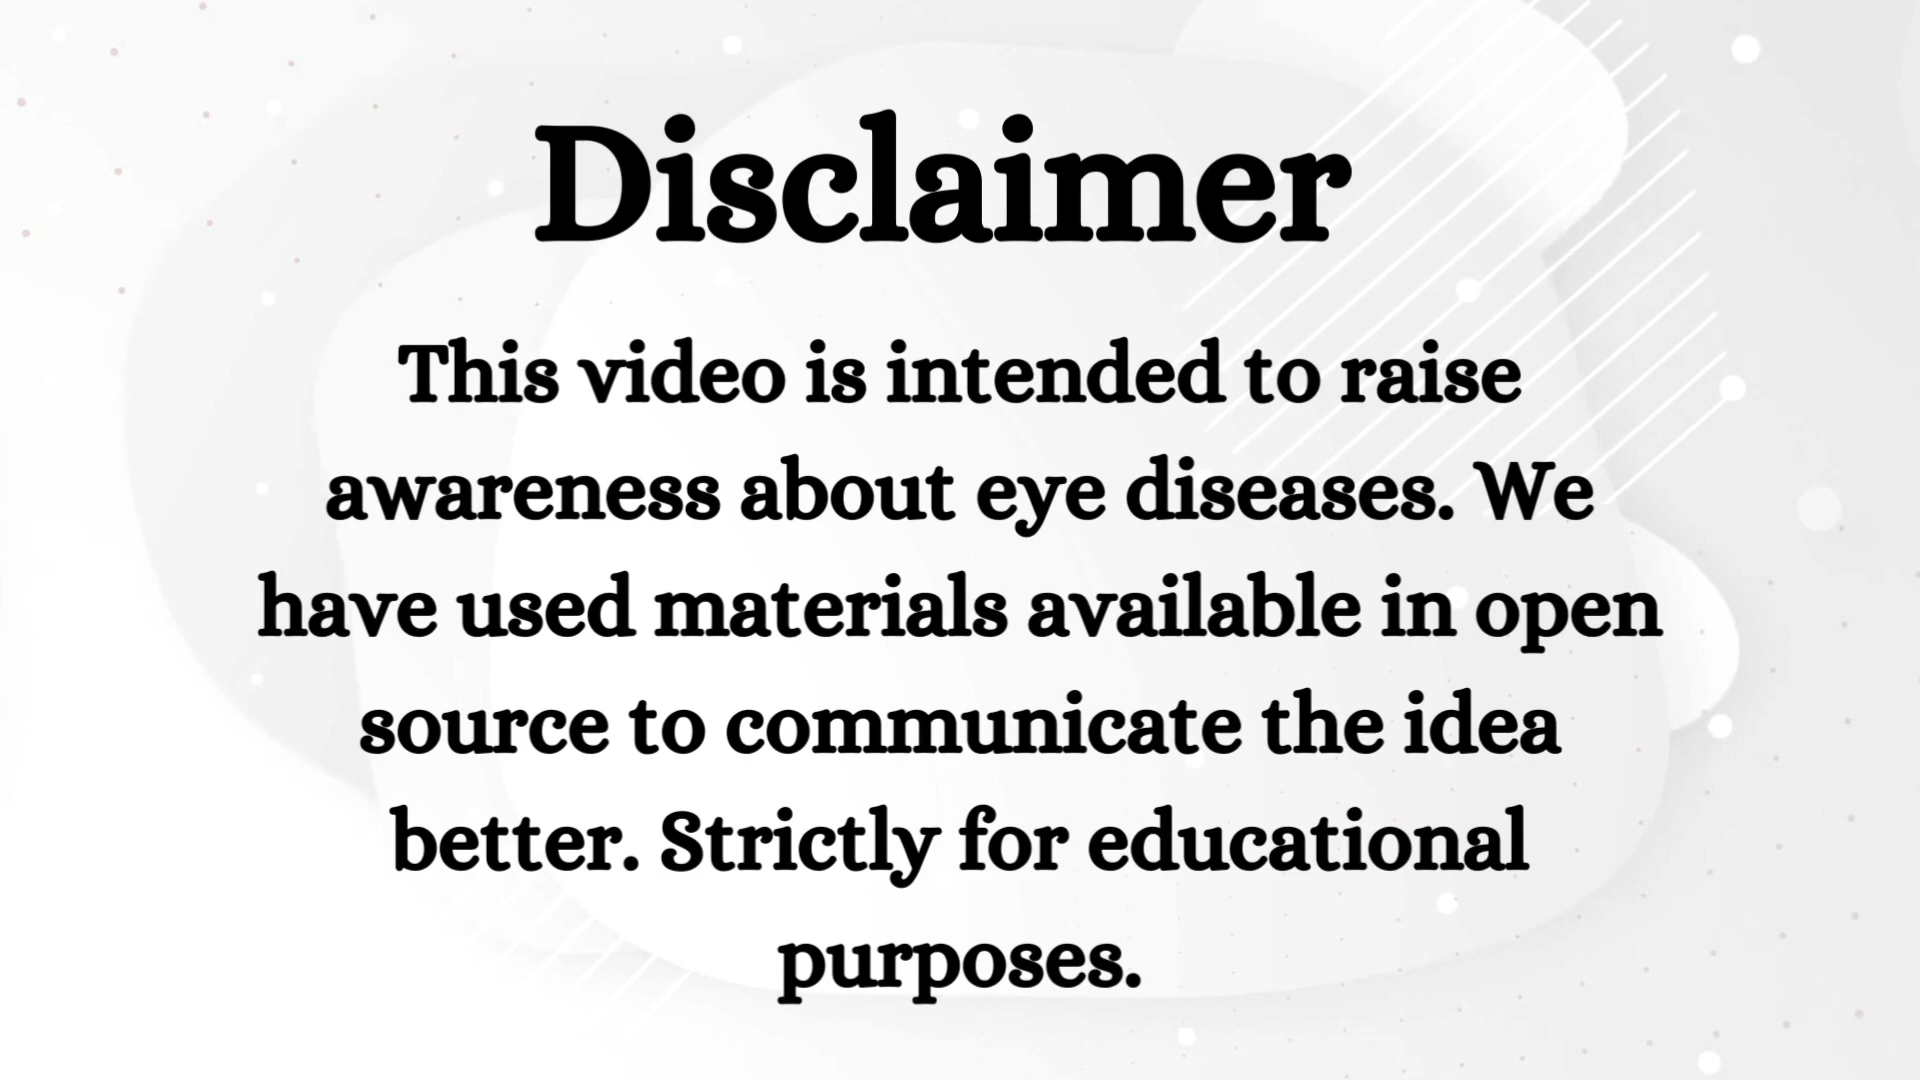 Disclaimer
This video is intended to raise
awareness about eye diseases. We
have used materials available in open
source to communicate the idea
better. Strictly for educational
purposes.